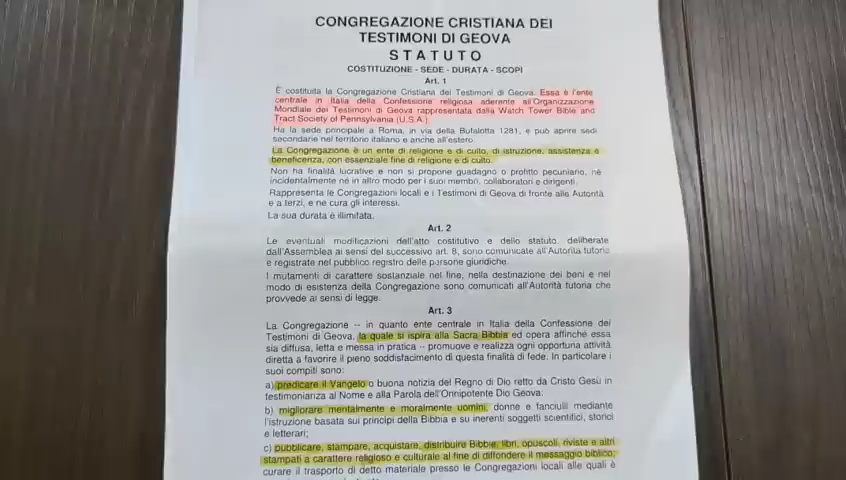 CONGREGAZIONE CRISTIANA DEI
TESTIMONI DI GEOVA
STATUTO
COSTITUZIONE - SEDE - DURATA - SCOPI
Art. 1
È costituita la Congregazione Cristiana dei Testimoni di Geova. Essa è l'ente
centrale in Italia della Confessione religiosa aderente all'Organizzazione
Mondiale dei Testimoni di Geova rappresentata dalla Watch Tower Bible and
Tract Society of Pennsylvania (U.S.A.)
Ha la sede principale a Roma, in via della Bufalotta 1281, e può aprire sedi
secondarie nel territorio italiano e anche all'estero.
La Congregazione è un ente di religione e di culto, di istruzione, assistenza e
beneficenza, con essenziale fine di religione e di culto.
Non ha finalità lucrative e non si propone guadagno o profitto pecuniario, né
incidentalmente né in altro modo per i suoi membri, collaboratori e dirigenti.
Rappresenta le Congregazioni locali e i Testimoni di Geova di fronte alle Autorità
e a terzi, e ne cura gli interessi.
La sua durata è illimitata.
Art. 2
Le eventuali modificazioni dell'atto costitutivo e dello statuto, deliberate
dall'Assemblea ai sensi del successivo art. 8, sono comunicate all'Autorità tutoria
e registrate nel pubblico registro delle persone giuridiche.
I mutamenti di carattere sostanziale nel fine, nella destinazione dei beni e nel
modo di esistenza della Congregazione sono comunicati all'Autorità tutoria che
provvede ai sensi di legge.
Art. 3
La Congregazione -- in quanto ente centrale in Italia della Confessione dei
Testimoni di Geova, la quale si ispira alla Sacra Bibbia ed opera affinché essa
sia diffusa, letta e messa in pratica -- promuove e realizza ogni opportuna attività
diretta a favorire il pieno soddisfacimento di questa finalità di fede. In particolare i
suoi compiti sono:
a) predicare il Vangelo o buona notizia del Regno di Dio retto da Cristo Gesù in
testimonianza al Nome e alla Parola dell'Onnipotente Dio Geova;
b) migliorare mentalmente e moralmente uomini, donne e fanciulli mediante
l'istruzione basata sui principi della Bibbia e su inerenti soggetti scientifici, storici
e letterari;
c) pubblicare, stampare, acquistare, distribuire Bibbie, libri, opuscoli, riviste e altri
stampati a carattere religioso e culturale al fine di diffondere il messaggio biblico;
curare il trasporto di detto materiale presso le Congregazioni locali alle quali è